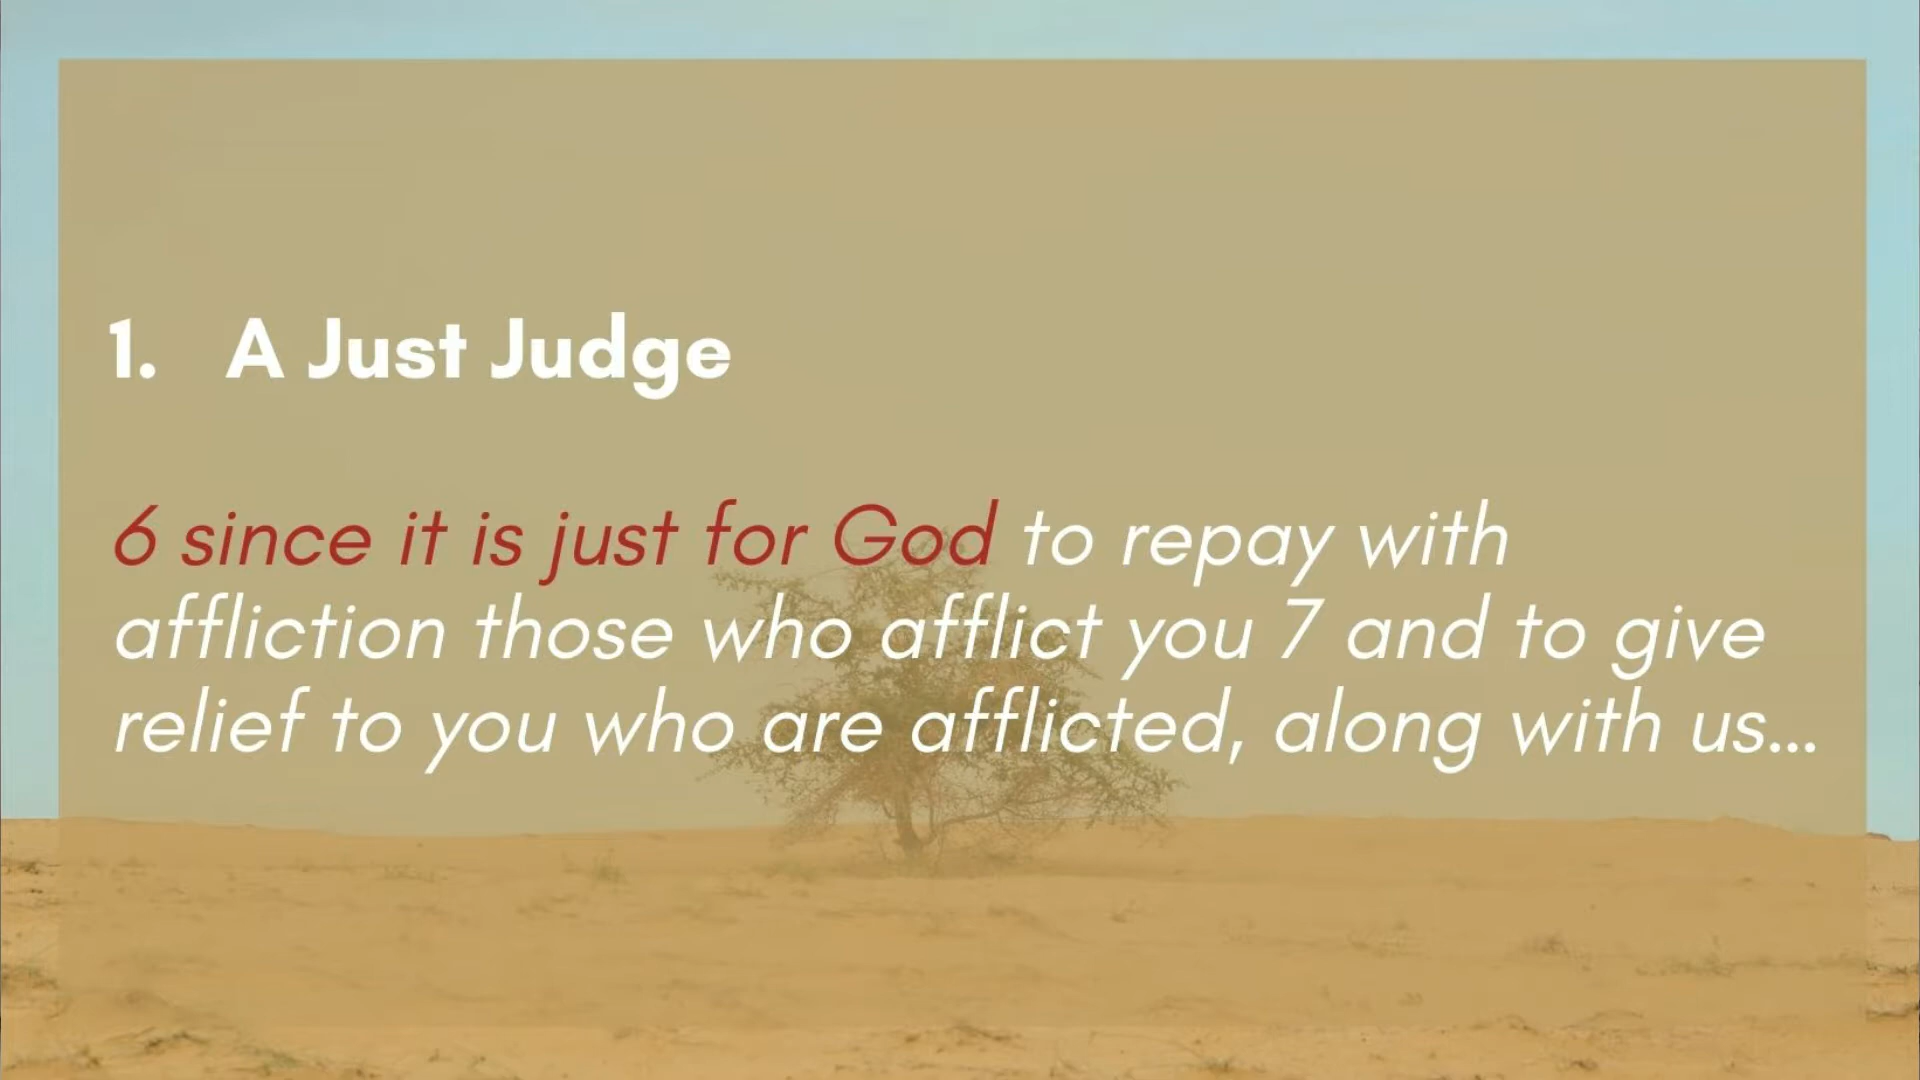 1. A Just Judge
6 since it is just for God to repay with
affliction those who afflict you 7 and to give
relief to you who are afflicted, along with us...